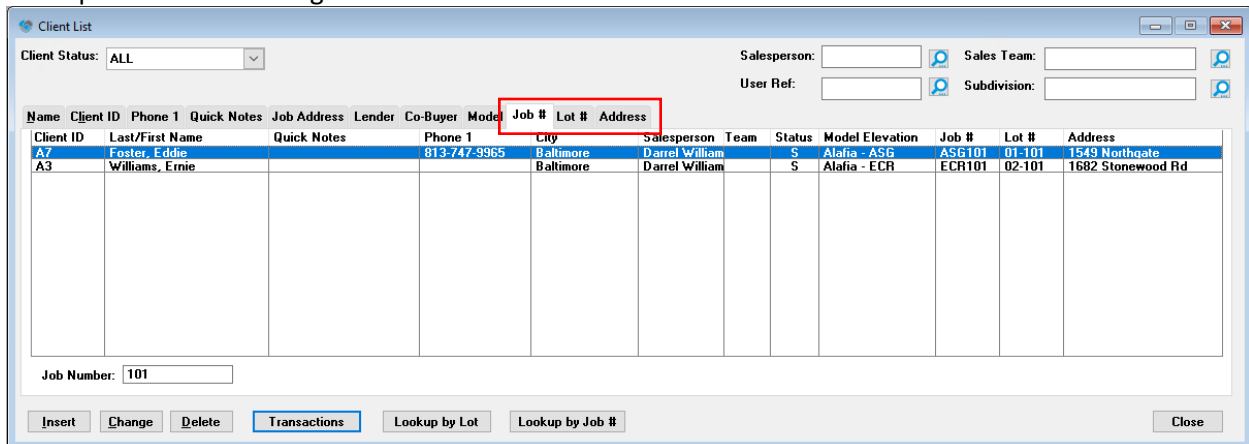 Client List
Client Status: ALL Salesperson: Sales Team:
User Ref: Subdivision:
Name Client ID Phone 1 Quick Notes Job Address Lender Co-Buyer Model Job # Lot # Address
Client ID Last/First Name Quick Notes Phone 1 City Salesperson Team Status Model Elevation Job # Lot # Address
A7 Foster, Eddie 813-747-9965 Baltimore Darrel William S Alafia - ASG ASG101 01-101 1549 Northgate
A3 Williams, Ernie Baltimore Darrel William S Alafia - ECR ECR101 02-101 1682 Stonewood Rd
Job Number: 101
Insert Change Delete Transactions Lookup by Lot Lookup by Job # Close